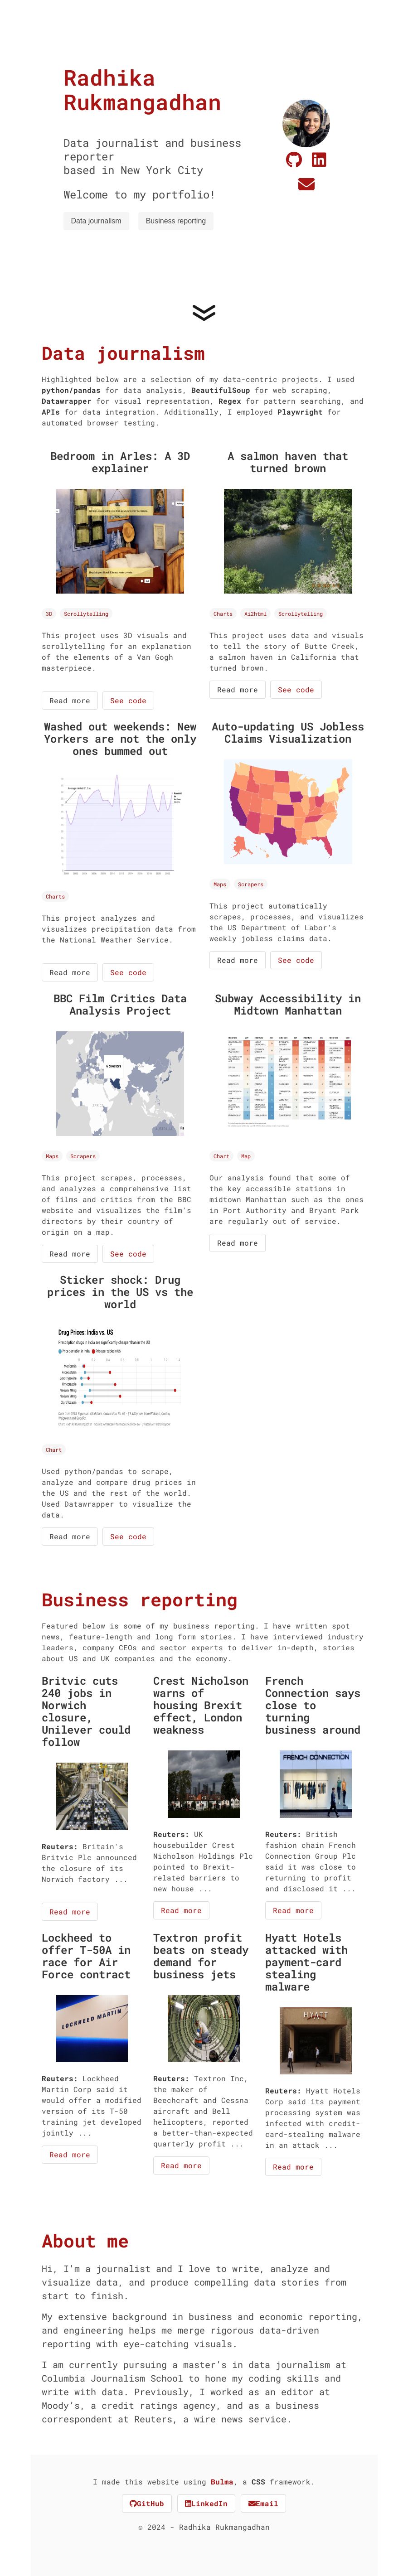 Radhika
Rukmangadhan
Data journalist and business
reporter
based in New York City
Welcome to my portfolio!
Data journalism
Business reporting
Data journalism
Highlighted below are a selection of my data-centric projects. I used
python/pandas for data analysis, BeautifulSoup for web scraping,
Datawrapper for visual representation, Regex for pattern searching, and
APIs for data integration. Additionally, I employed Playwright for
automated browser testing.
Bedroom in Arles: A 3D
explainer
3D Scrollytelling
This project uses 3D visuals and
scrollytelling for an explanation
of the elements of a Van Gogh
masterpiece.
Read more See code
A salmon haven that
turned brown
Charts Ai2html Scrollytelling
This project uses data and visuals
to tell the story of Butte Creek,
a salmon haven in California that
turned brown.
Read more See code
Washed out weekends: New
Yorkers are not the only
ones bummed out
Charts
This project analyzes and
visualizes precipitation data from
the National Weather Service.
Read more See code
Auto-updating US Jobless
Claims Visualization
Maps Scrapers
This project automatically
scrapes, processes, and visualizes
the US Department of Labor's
weekly jobless claims data.
Read more See code
BBC Film Critics Data
Analysis Project
Maps Scrapers
This project scrapes, processes,
and analyzes a comprehensive list
of films and critics from the BBC
website and visualizes the film's
directors by their country of
origin on a map.
Read more See code
Subway Accessibility in
Midtown Manhattan
Chart Map
Our analysis found that some of
the key accessible stations in
midtown Manhattan such as the ones
in Port Authority and Bryant Park
are regularly out of service.
Read more
Sticker shock: Drug
prices in the US vs the
world
Drug Prices: India vs. US
Chart
Used python/pandas to scrape,
analyze and compare drug prices in
the US and the rest of the world.
Used Datawrapper to visualize the
data.
Read more See code
Business reporting
Featured below is some of my business reporting. I have written spot
news, feature-length and long form stories. I have interviewed industry
leaders, company CEOs and sector experts to deliver in-depth, stories
about US and UK companies and the economy.
Britvic cuts
240 jobs in
Norwich
closure,
Unilever could
follow
Reuters: Britain's
Britvic Plc announced
the closure of its
Norwich factory ...
Read more
Crest Nicholson
warns of
housing Brexit
effect, London
weakness
Reuters: UK
housebuilder Crest
Nicholson Holdings Plc
pointed to Brexit-
related barriers to
new house ...
Read more
French
Connection says
close to
turning
business around
FRENCH CONNECTION
Reuters: British
fashion chain French
Connection Group Plc
said it was close to
returning to profit
and disclosed it ...
Read more
Lockheed to
offer T-50A in
race for Air
Force contract
LOCKHEED MARTIN
Reuters: Lockheed
Martin Corp said it
would offer a modified
version of its T-50
training jet developed
jointly ...
Read more
Textron profit
beats on steady
demand for
business jets
Reuters: Textron Inc,
the maker of
Beechcraft and Cessna
aircraft and Bell
helicopters, reported
a better-than-expected
quarterly profit ...
Read more
Hyatt Hotels
attacked with
payment-card
stealing
malware
HYATT
Reuters: Hyatt Hotels
Corp said its payment
processing system was
infected with credit-
card-stealing malware
in an attack ...
Read more
About me
Hi, I'm a journalist and I love to write, analyze and
visualize data, and produce compelling data stories from
start to finish.
My extensive background in business and economic reporting,
and engineering helps me merge rigorous data-driven
reporting with eye-catching visuals.
I am currently pursuing a master's in data journalism at
Columbia Journalism School to hone my coding skills and
write with data. Previously, I worked as an editor at
Moody's, a credit ratings agency, and as a business
correspondent at Reuters, a wire news service.
I made this website using Bulma, a CSS framework.
GitHub LinkedIn Email
© 2024 - Radhika Rukmangadhan